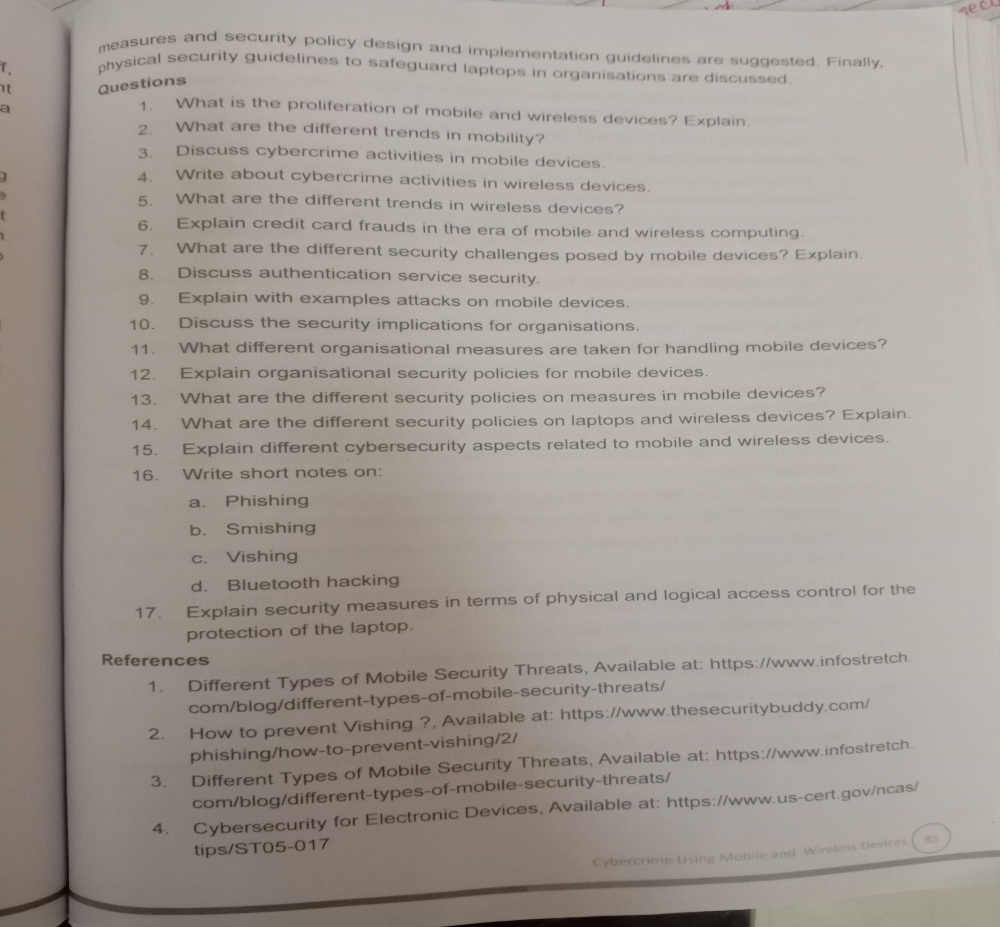 measures and security policy design and implementation guidelines are suggested. Finally,
physical security guidelines to safeguard laptops in organisations are discussed.
Questions
1. What is the proliferation of mobile and wireless devices? Explain.
2. What are the different trends in mobility?
3. Discuss cybercrime activities in mobile devices.
4. Write about cybercrime activities in wireless devices.
5. What are the different trends in wireless devices?
6. Explain credit card frauds in the era of mobile and wireless computing.
7. What are the different security challenges posed by mobile devices? Explain.
8. Discuss authentication service security.
9. Explain with examples attacks on mobile devices.
10. Discuss the security implications for organisations.
11. What different organisational measures are taken for handling mobile devices?
12. Explain organisational security policies for mobile devices.
13. What are the different security policies on measures in mobile devices?
14. What are the different security policies on laptops and wireless devices? Explain.
15. Explain different cybersecurity aspects related to mobile and wireless devices.
16. Write short notes on:
a. Phishing
b. Smishing
c. Vishing
d. Bluetooth hacking
17. Explain security measures in terms of physical and logical access control for the
protection of the laptop.
References
1. Different Types of Mobile Security Threats, Available at: https://www.infostretch.
com/blog/different-types-of-mobile-security-threats/
2. How to prevent Vishing ?, Available at: https://www.thesecuritybuddy.com/
phishing/how-to-prevent-vishing/2/
3. Different Types of Mobile Security Threats, Available at: https://www.infostretch.
com/blog/different-types-of-mobile-security-threats/
4. Cybersecurity for Electronic Devices, Available at: https://www.us-cert.gov/ncas/
tips/ST05-017
Cybercrime Using Mobile and Wireless Devices 85